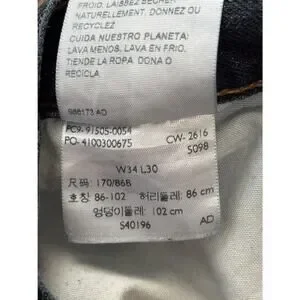 FROID. LAISSEZ SÉCHER
NATURELLEMENT. DONNEZ OU
RECYCLEZ
CUIDA NUESTRO PLANETA:
LAVA MENOS. LAVA EN FRIO.
TIENDE LA ROPA. DONA O
RECICLA
AD
PC9- 91505-0054
CW- 2616
PO- 4100300675
S098
W34 L30
尺码: 170/86B
호칭: 86-102 허리둘레: 86 cm
엉덩이둘레: 102 cm
S40196
AD